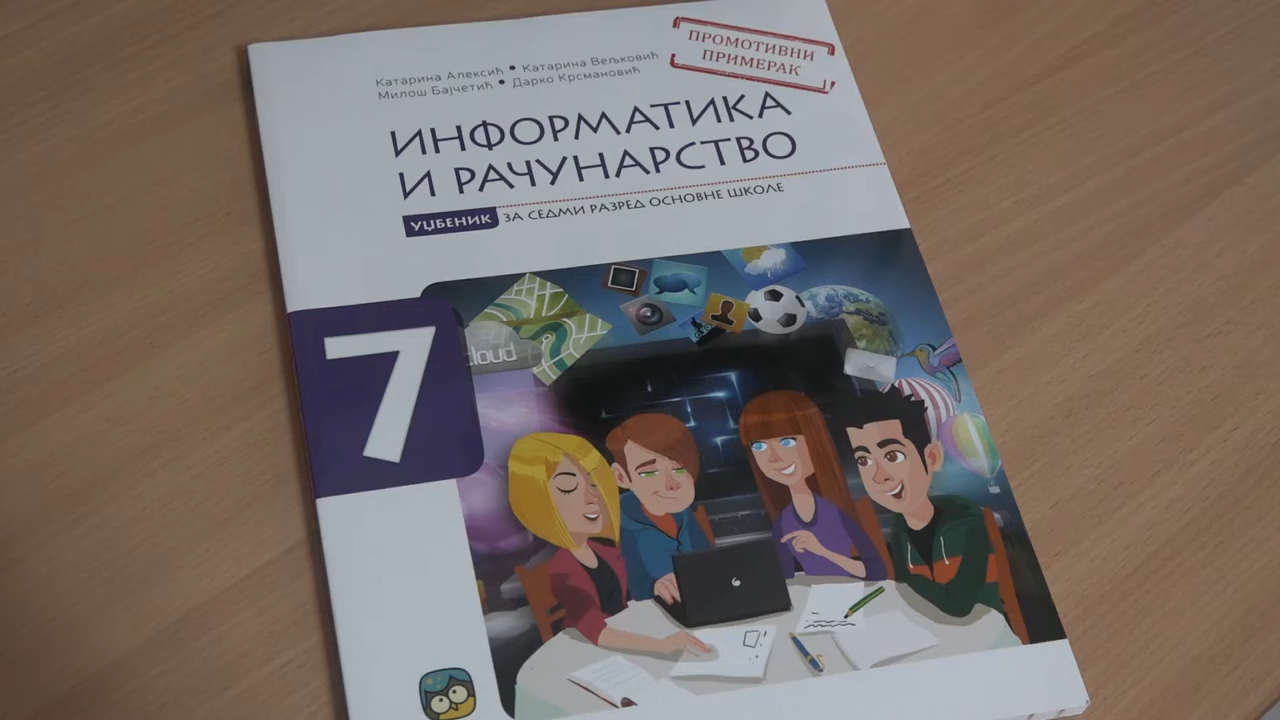 ПРОМОТИВНИ
ПРИМЕРАК
Катарина Алексић • Катарина Вељковић
Милош Бајчетић • Дарко Крсмановић
ИНФОРМАТИКА
И РАЧУНАРСТВО
УЏБЕНИК ЗА СЕДМИ РАЗРЕД ОСНОВНЕ ШКОЛЕ
7
cloud